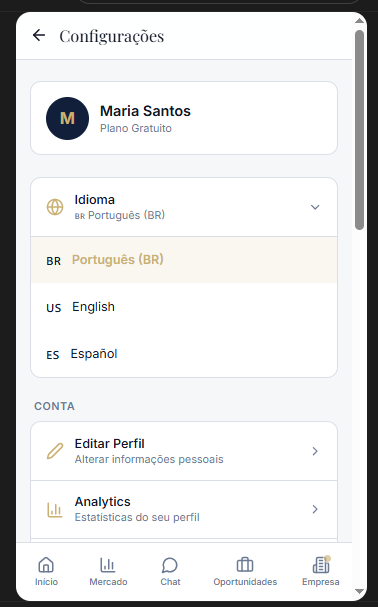 Configurações
M
Maria Santos
Plano Gratuito
Idioma
BR Português (BR)
BR Português (BR)
US English
ES Español
CONTA
Editar Perfil
Alterar informações pessoais
Analytics
Estatísticas do seu perfil
Início Mercado Chat Oportunidades Empresa